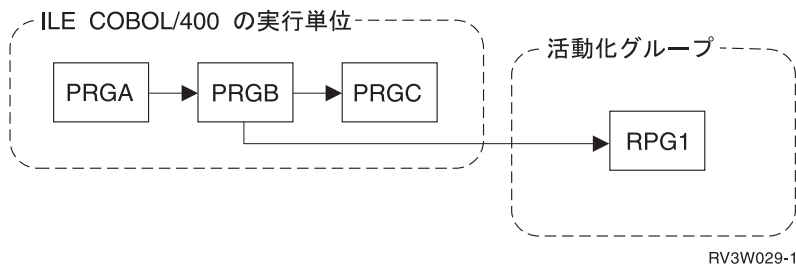 ILE COBOL/400 の実行単位
活動化グループ
PRGA
PRGB
PRGC
RPG1
RV3W029-1